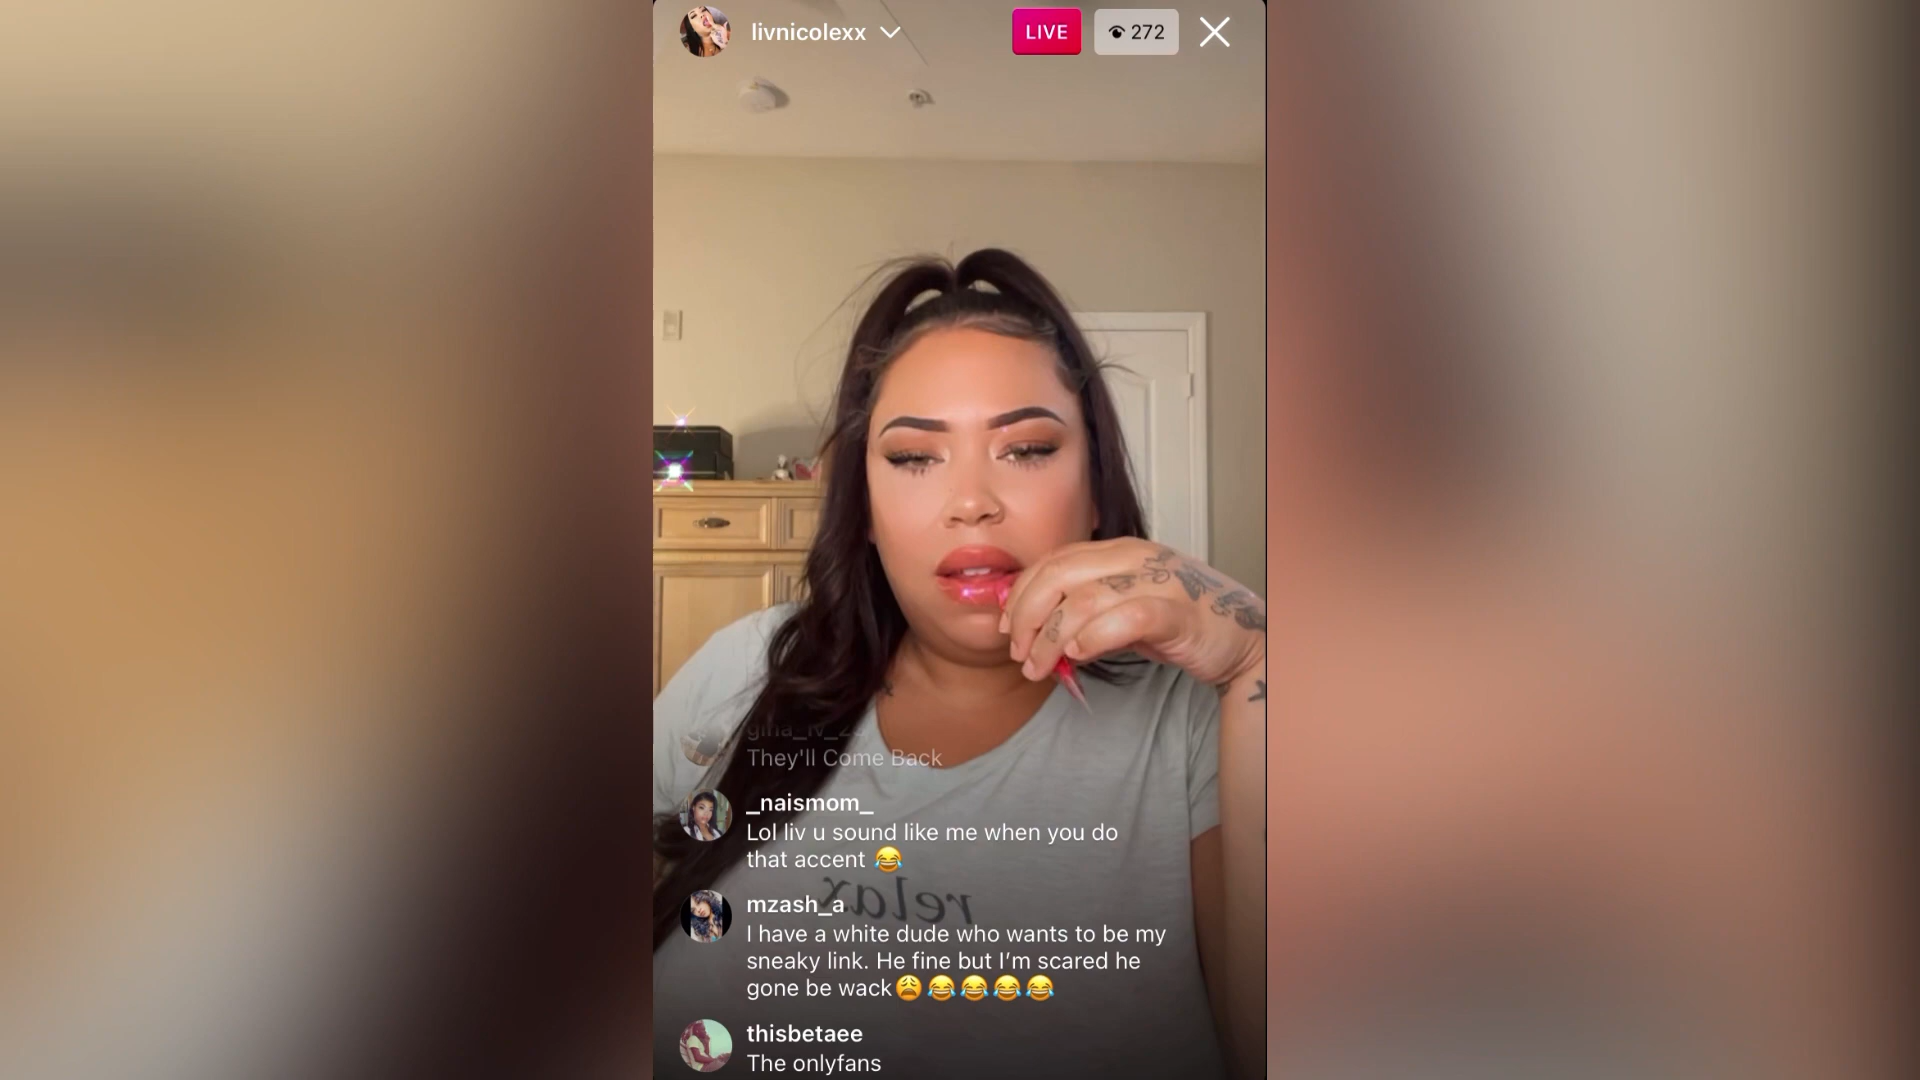 livnicolexx
LIVE
272
They'll Come Back
_naismom_
Lol liv u sound like me when you do
that accent 😂
relax
mzash_a
I have a white dude who wants to be my
sneaky link. He fine but I’m scared he
gone be wack😩😂😂😂😂
thisbetaee
The onlyfans